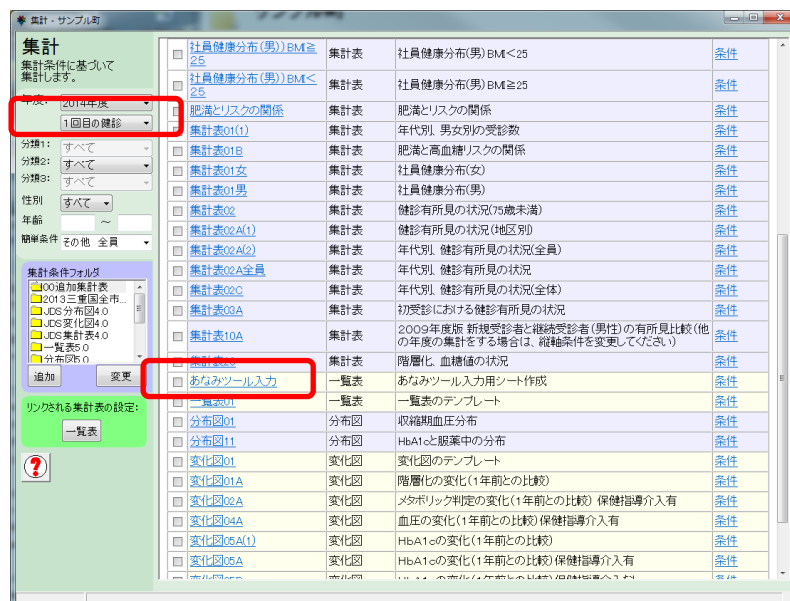 集計 - サンプル町
集計
集計条件に基づいて
集計します。
年度: 2014年度
1回目の健診
分類1: すべて
分類2: すべて
分類3: すべて
性別 すべて
年齢 ～
簡単条件 その他 全員
集計条件フォルダ
!00追加集計表
2013三重国全市...
JDS分布図4.0
JDS変化図4.0
JDS集計表4.0
一覧表5.0
分布図5.0
追加 変更
リンクされる集計表の設定:
一覧表
?
社員健康分布(男))BMI≧
25 集計表 社員健康分布(男)BMI<25 条件
社員健康分布(男))BMI<
25 集計表 社員健康分布(男)BMI≧25 条件
肥満とリスクの関係 集計表 肥満とリスクの関係 条件
集計表01(1) 集計表 年代別、男女別の受診数 条件
集計表01B 集計表 肥満と高血糖リスクの関係 条件
集計表01女 集計表 社員健康分布(女) 条件
集計表01男 集計表 社員健康分布(男) 条件
集計表02 集計表 健診有所見の状況(75歳未満) 条件
集計表02A(1) 集計表 健診有所見の状況(地区別) 条件
集計表02A(2) 集計表 年代別、健診有所見の状況(全員) 条件
集計表02A全員 集計表 年代別、健診有所見の状況 条件
集計表02C 集計表 年代別、健診有所見の状況(全体) 条件
集計表03A 集計表 初受診における健診有所見の状況 条件
集計表10A 集計表 2009年度版 新規受診者と継続受診者(男性)の有所見比較(他
の年度の集計をする場合は、縦軸条件を変更してください) 条件
集計表 階層化、血糖値の状況 条件
あなみツール入力 一覧表 あなみツール入力用シート作成 条件
一覧表01 一覧表 一覧表のテンプレート 条件
分布図01 分布図 収縮期血圧分布 条件
分布図11 分布図 HbA1cと服薬中の分布 条件
変化図01 変化図 変化図のテンプレート 条件
変化図01A 変化図 階層化の変化(1年前との比較) 条件
変化図02A 変化図 メタボリック判定の変化(1年前との比較) 保健指導介入有 条件
変化図04A 変化図 血圧の変化(1年前との比較)保健指導介入有 条件
変化図05A(1) 変化図 HbA1cの変化(1年前との比較) 条件
変化図05A 変化図 HbA1cの変化(1年前との比較)保健指導介入有 条件